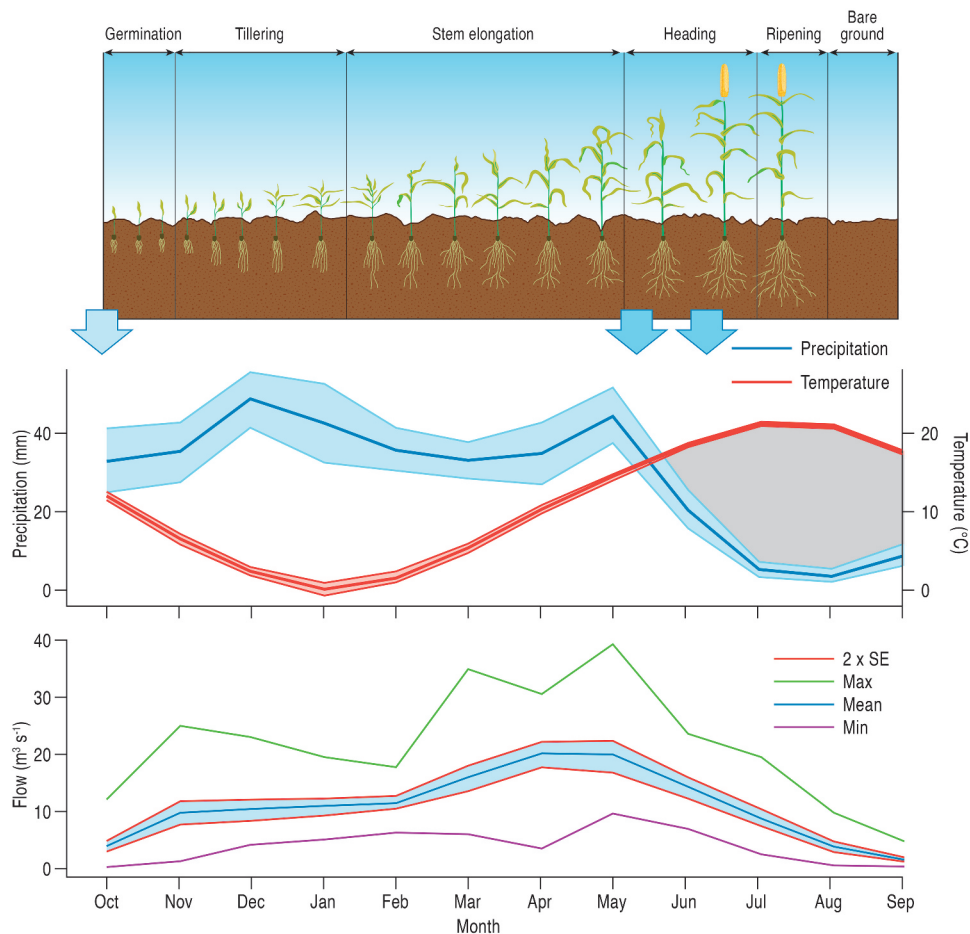 Germination Tillering Stem elongation Heading Ripening Bare ground
Precipitation
Temperature
Precipitation (mm)
40
20
0
Temperature (°C)
20
10
0
Flow (m³ s⁻¹)
40
30
20
10
0
2 x SE
Max
Mean
Min
Oct Nov Dec Jan Feb Mar Apr May Jun Jul Aug Sep
Month